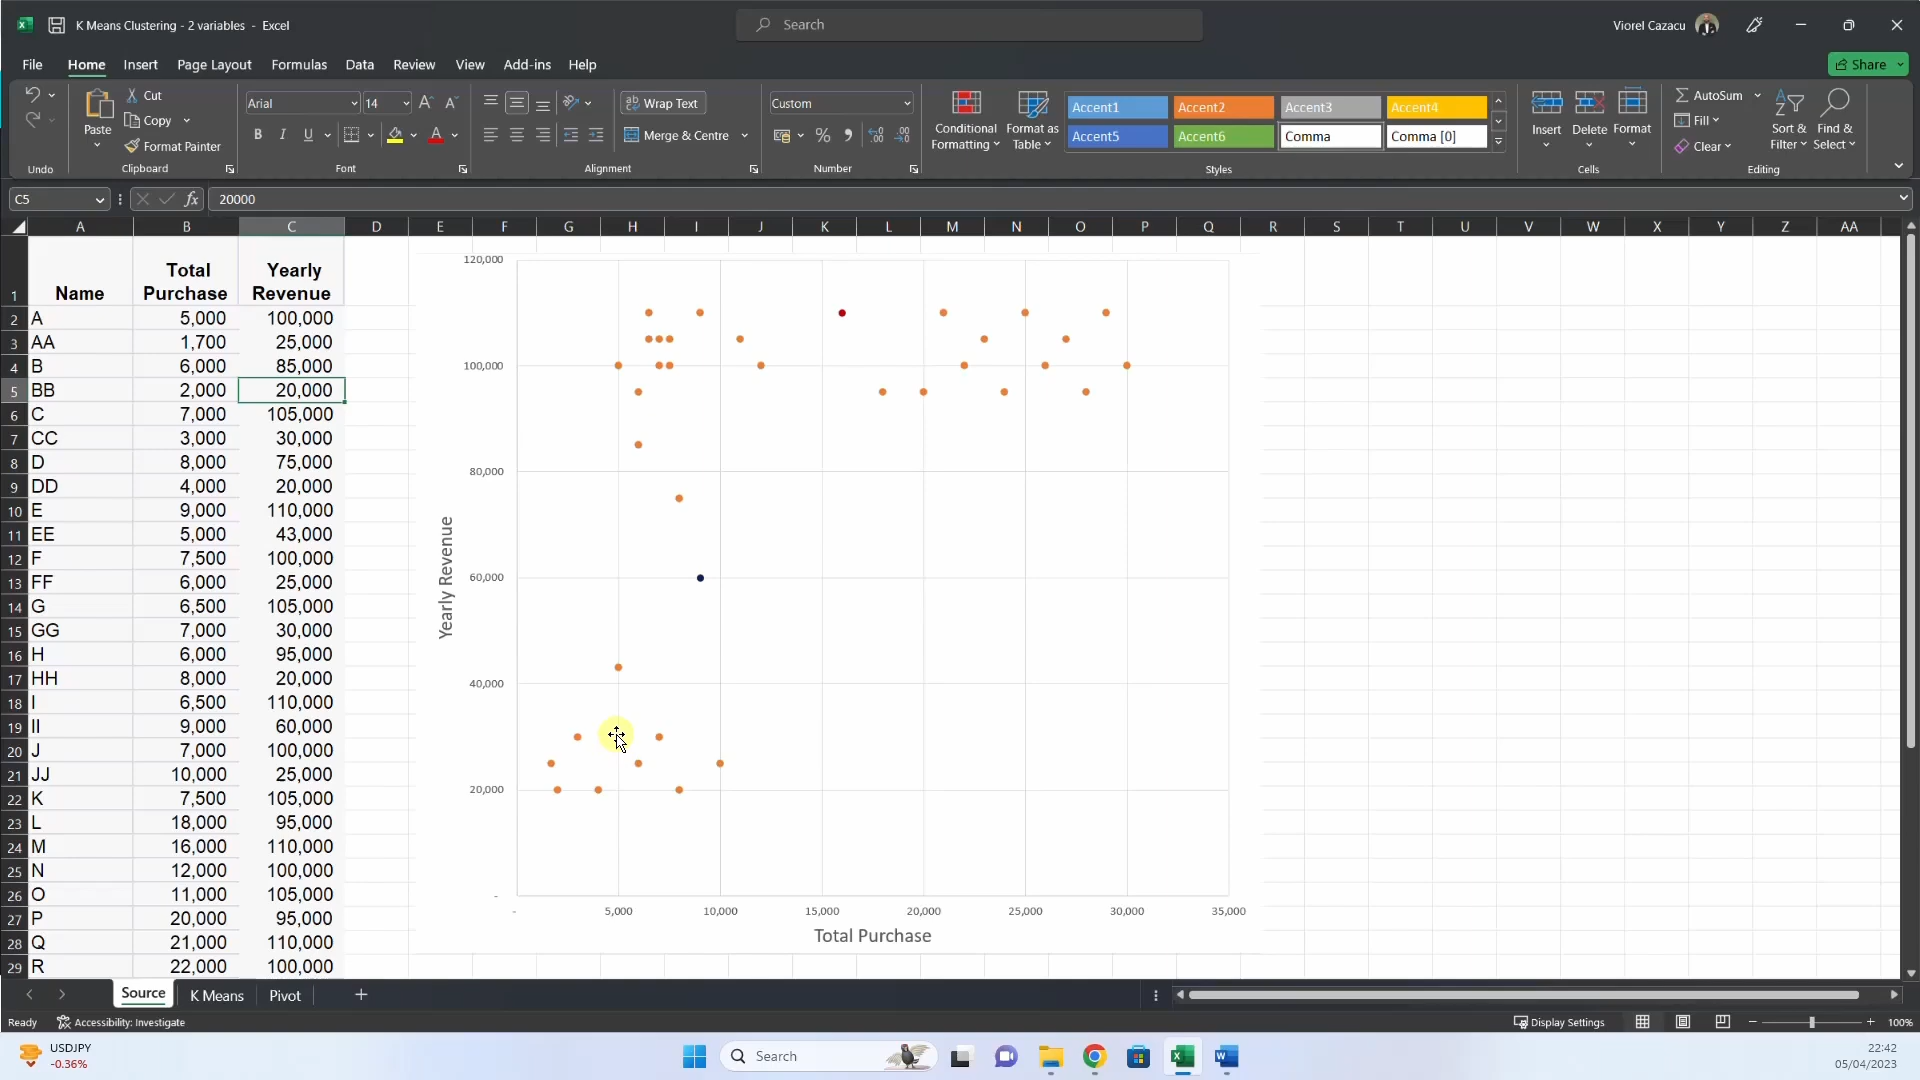 K Means Clustering - 2 variables - Excel
Search
Viorel Cazacu
File Home Insert Page Layout Formulas Data Review View Add-ins Help
Share
Paste
Cut
Copy
Format Painter
Arial 14
B I U A
ab Wrap Text
Merge & Centre
Custom
% 9
Conditional Formatting
Format as Table
Accent1 Accent2 Accent3 Accent4
Accent5 Accent6 Comma Comma [0]
Insert Delete Format
AutoSum
Fill
Clear
Sort & Filter
Find & Select
Undo Clipboard Font Alignment Number Styles Cells Editing
C5 fx 20000
A B C D E F G H I J K L M N O P Q R S T U V W X Y Z AA
1 Name Total Purchase Yearly Revenue
2 A 5,000 100,000
3 AA 1,700 25,000
4 B 6,000 85,000
5 BB 2,000 20,000
6 C 7,000 105,000
7 CC 3,000 30,000
8 D 8,000 75,000
9 DD 4,000 20,000
10 E 9,000 110,000
11 EE 5,000 43,000
12 F 7,500 100,000
13 FF 6,000 25,000
14 G 6,500 105,000
15 GG 7,000 30,000
16 H 6,000 95,000
17 HH 8,000 20,000
18 I 6,500 110,000
19 II 9,000 60,000
20 J 7,000 100,000
21 JJ 10,000 25,000
22 K 7,500 105,000
23 L 18,000 95,000
24 M 16,000 110,000
25 N 12,000 100,000
26 O 11,000 105,000
27 P 20,000 95,000
28 Q 21,000 110,000
29 R 22,000 100,000
120,000
100,000
80,000
60,000
40,000
20,000
-
Yearly Revenue
- 5,000 10,000 15,000 20,000 25,000 30,000 35,000
Total Purchase
Source K Means Pivot
Ready Accessibility: Investigate
Display Settings
100%
USDJPY
-0.36%
Search
22:42
05/04/2023